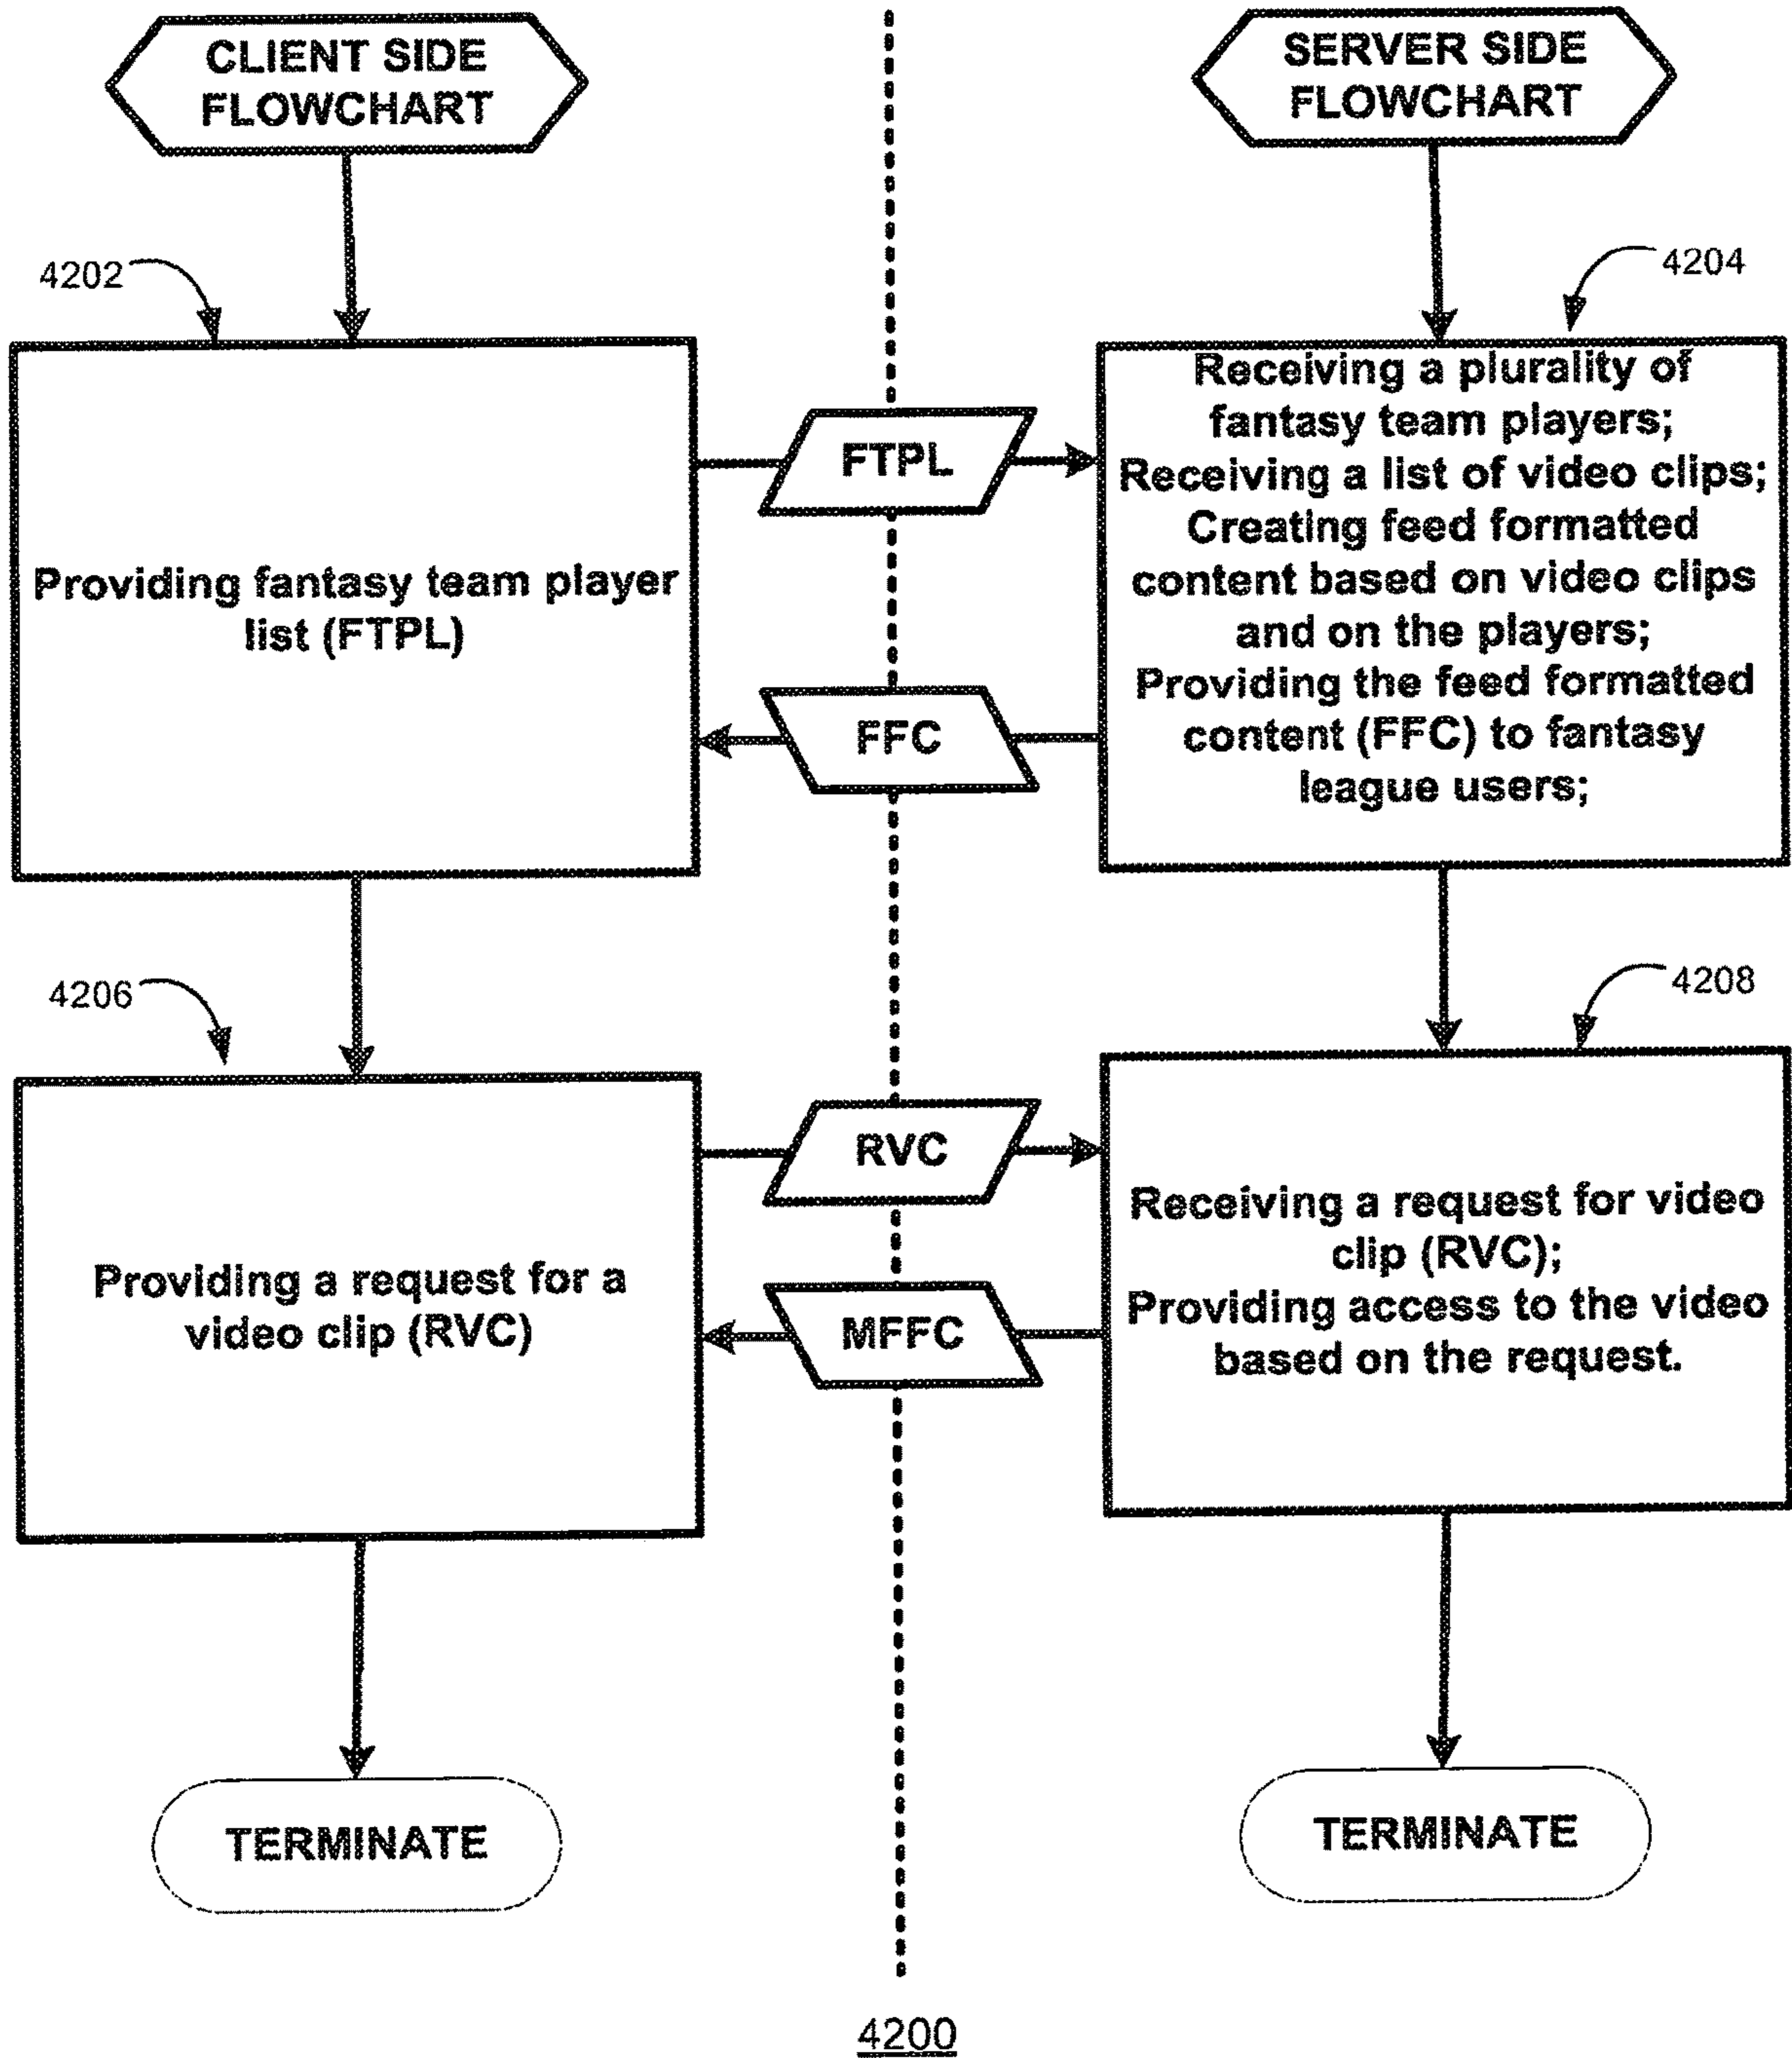 CLIENT SIDE
FLOWCHART
SERVER SIDE
FLOWCHART
4202
4204
Providing fantasy team player
list (FTPL)
FTPL
FFC
Receiving a plurality of
fantasy team players;
Receiving a list of video clips;
Creating feed formatted
content based on video clips
and on the players;
Providing the feed formatted
content (FFC) to fantasy
league users;
4206
4208
Providing a request for a
video clip (RVC)
RVC
MFFC
Receiving a request for video
clip (RVC);
Providing access to the video
based on the request.
TERMINATE
TERMINATE
4200